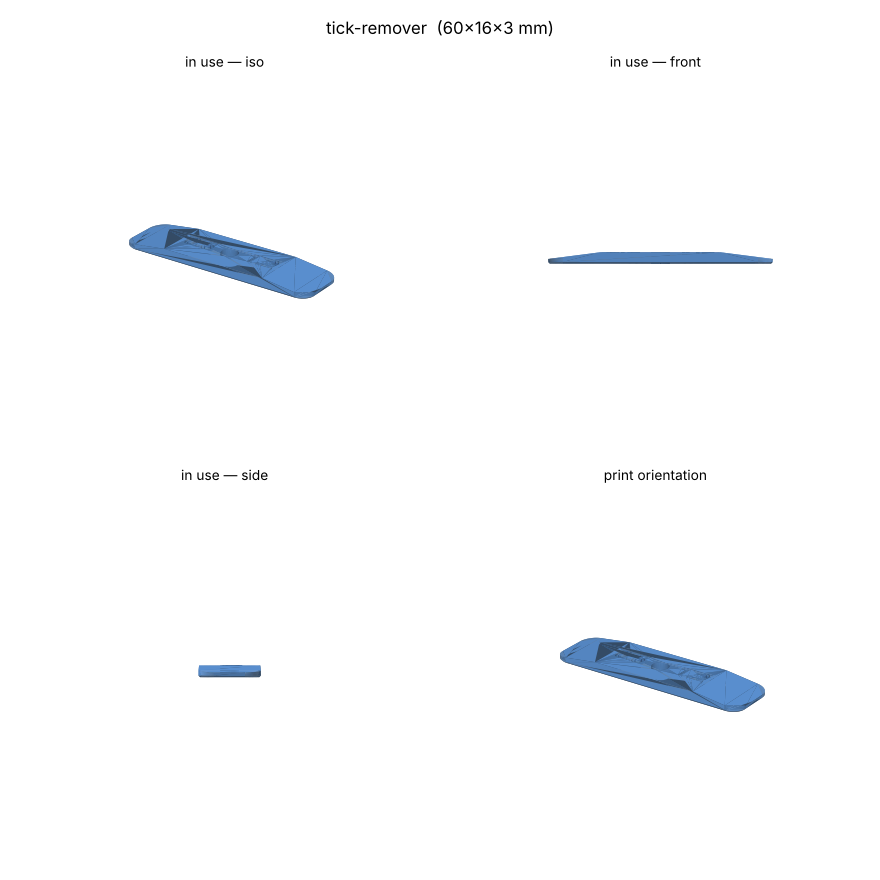 tick-remover (60×16×3 mm)
in use — iso
in use — front
in use — side
print orientation